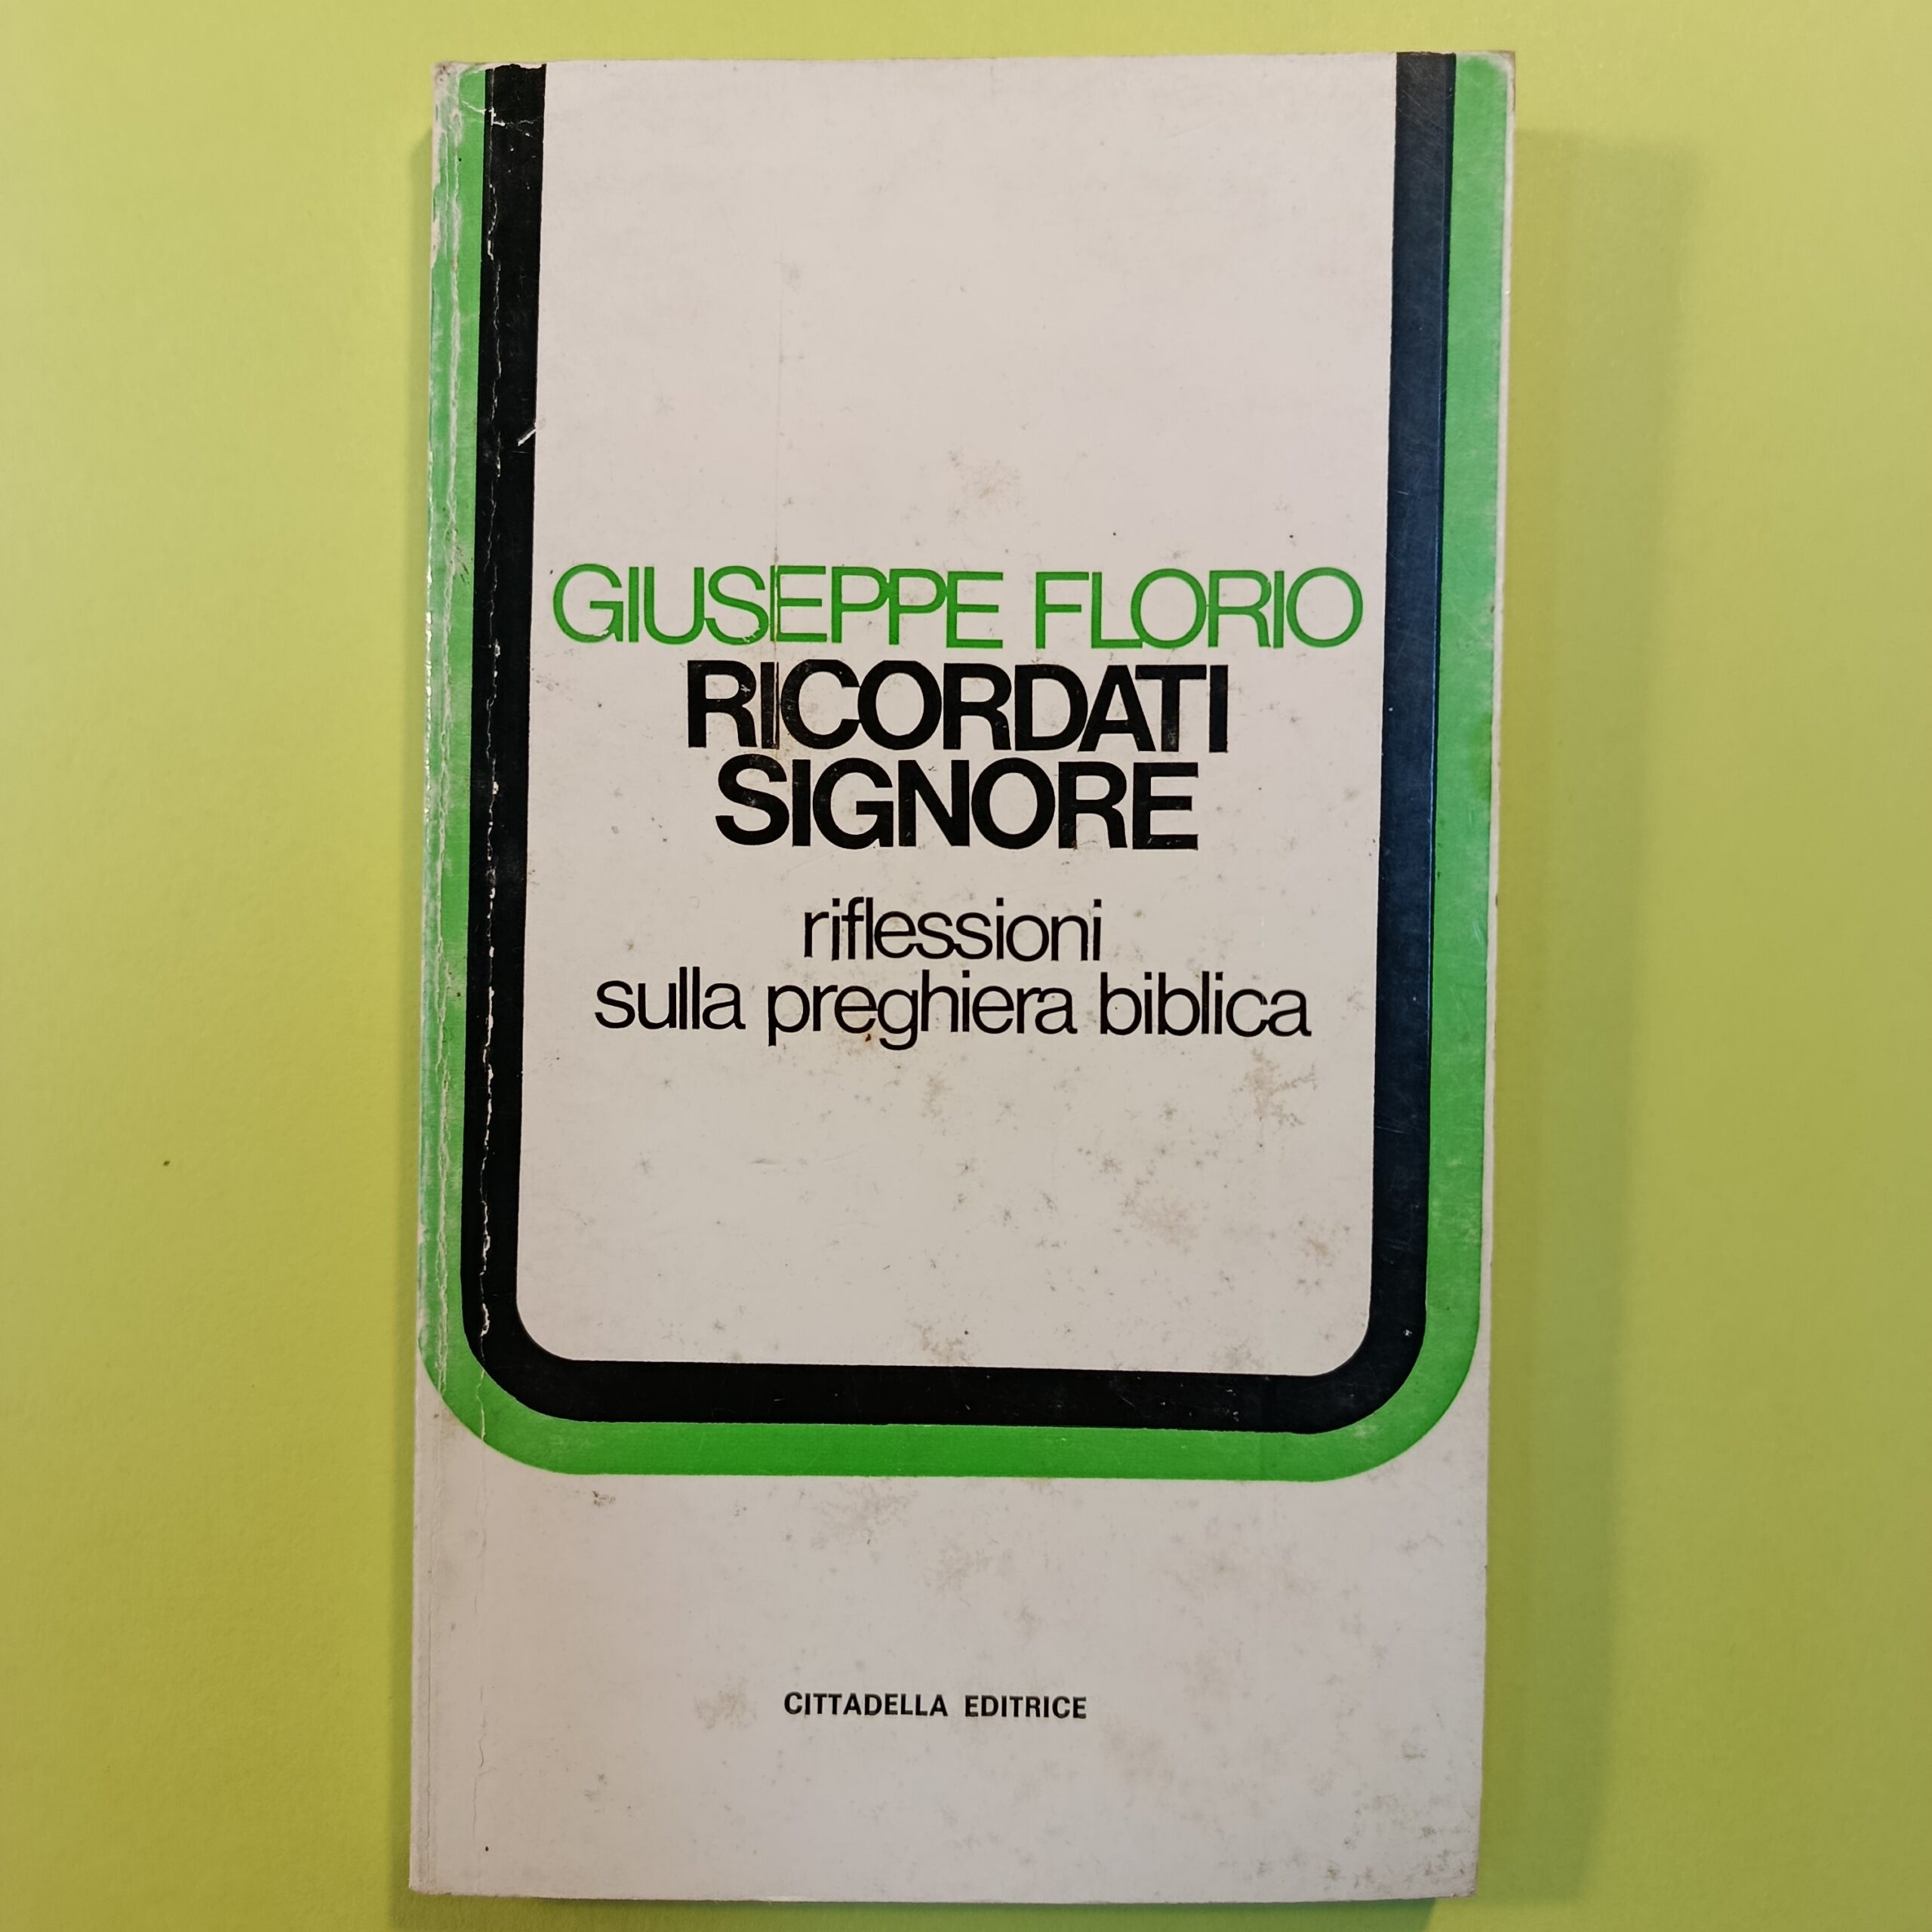 GIUSEPPE FLORIO
RICORDATI
SIGNORE
riflessioni
sulla preghiera biblica
CITTADELLA EDITRICE